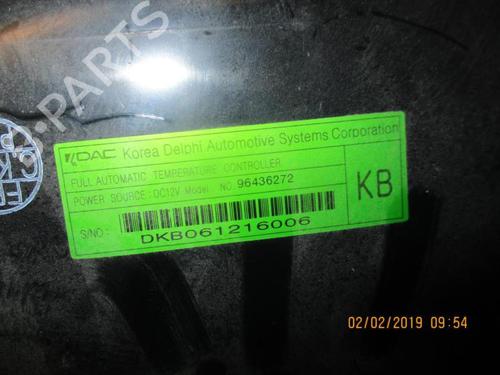 KDAC Korea Delphi Automotive Systems Corporation
FULL AUTOMATIC TEMPERATURE CONTROLLER
POWER SOURCE : DC12V Model NO. 96436272
KB
S/NO :
DKB061216006
B-PARTS
02/02/2019 09:54